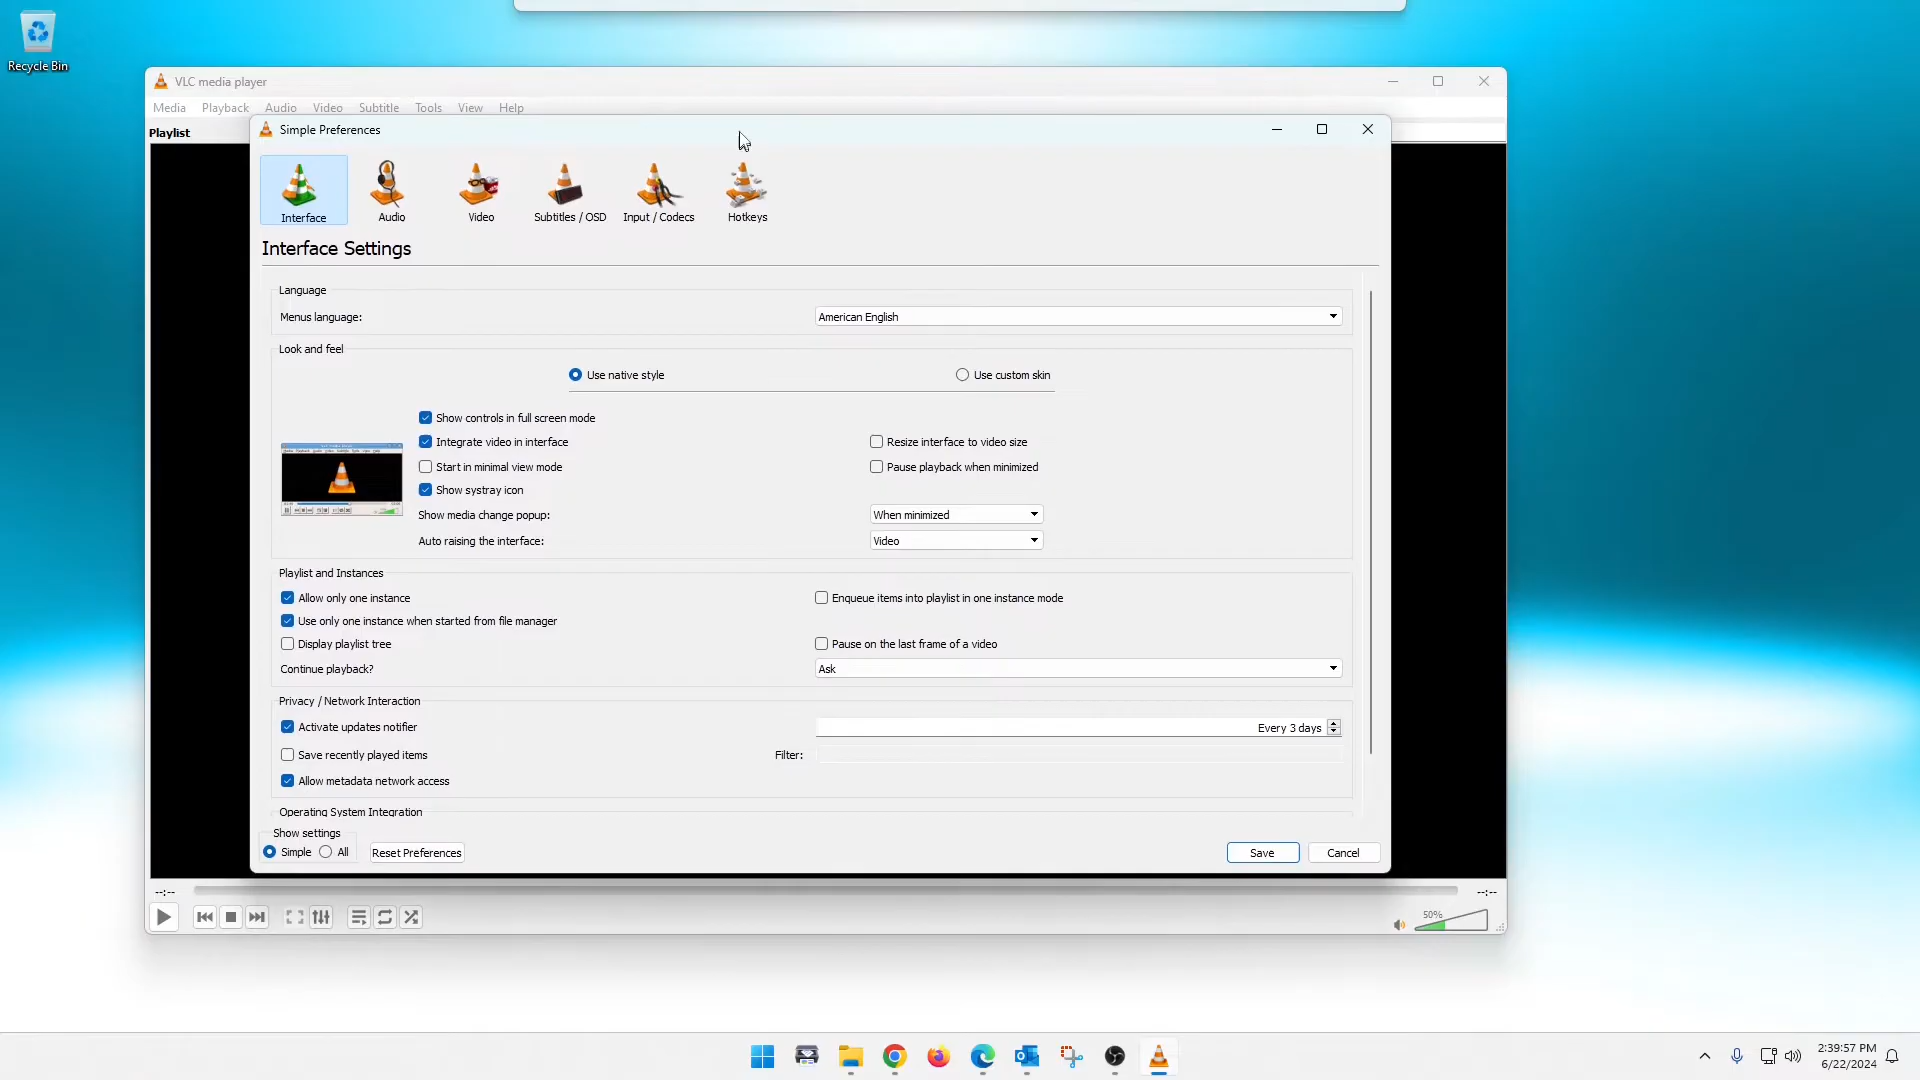 Recycle Bin
VLC media player
Media Playback Audio Video Subtitle Tools View Help
Playlist
Simple Preferences
Interface Audio Video Subtitles / OSD Input / Codecs Hotkeys
Interface Settings
Language
Menus language: American English
Look and feel
Use native style Use custom skin
Show controls in full screen mode
Integrate video in interface Resize interface to video size
Start in minimal view mode Pause playback when minimized
Show systray icon
Show media change popup: When minimized
Auto raising the interface: Video
Playlist and Instances
Allow only one instance Enqueue items into playlist in one instance mode
Use only one instance when started from file manager
Display playlist tree Pause on the last frame of a video
Continue playback? Ask
Privacy / Network Interaction
Activate updates notifier Every 3 days
Save recently played items Filter:
Allow metadata network access
Operating System Integration
Show settings
Simple All Reset Preferences Save Cancel
--:-- --:--
50%
2:39:57 PM
6/22/2024